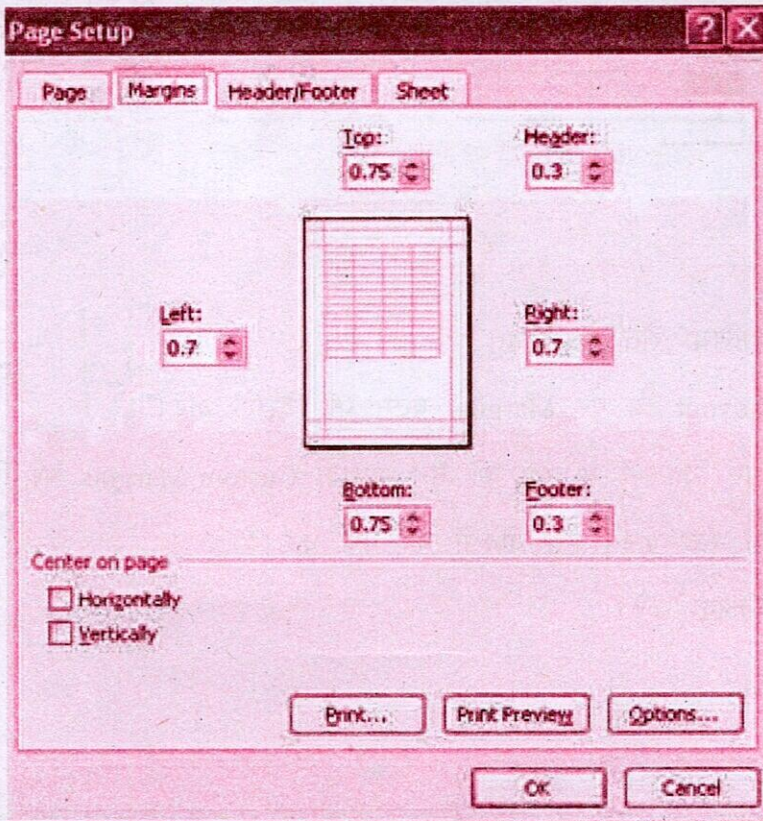 Page Setup
Page Margins Header/Footer Sheet
Top: Header:
0.75 0.3
Left: Right:
0.7 0.7
Bottom: Footer:
0.75 0.3
Center on page
Horizontally
Vertically
Print... Print Preview Options...
OK Cancel